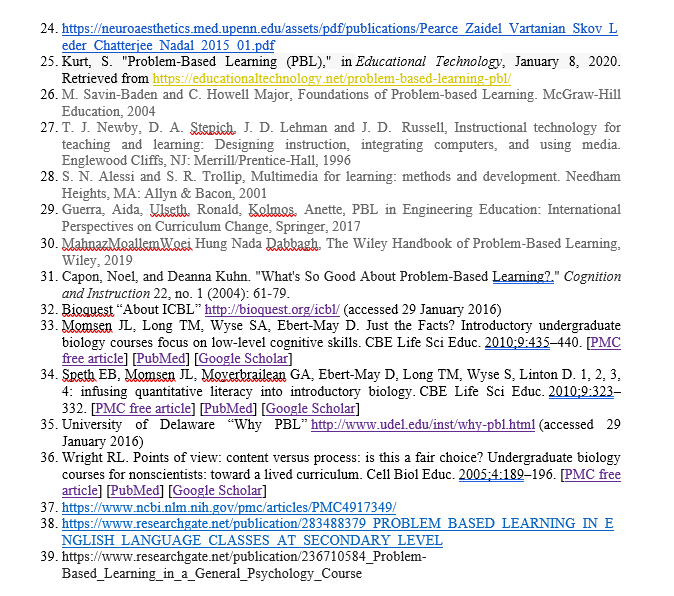 24. https://neuroaesthetics.med.upenn.edu/assets/pdf/publications/Pearce_Zaidel_Vartanian_Skov_L
eder_Chatterjee_Nadal_2015_01.pdf
25. Kurt, S. "Problem-Based Learning (PBL)," in Educational Technology, January 8, 2020.
Retrieved from https://educationaltechnology.net/problem-based-learning-pbl/
26. M. Savin-Baden and C. Howell Major, Foundations of Problem-based Learning. McGraw-Hill
Education, 2004
27. T. J. Newby, D. A. Stepich, J. D. Lehman and J. D. Russell, Instructional technology for
teaching and learning: Designing instruction, integrating computers, and using media.
Englewood Cliffs, NJ: Merrill/Prentice-Hall, 1996
28. S. N. Alessi and S. R. Trollip, Multimedia for learning: methods and development. Needham
Heights, MA: Allyn & Bacon, 2001
29. Guerra, Aida, Ulseth, Ronald, Kolmos, Anette, PBL in Engineering Education: International
Perspectives on Curriculum Change, Springer, 2017
30. MahnazMoallemWoei Hung Nada Dabbagh, The Wiley Handbook of Problem-Based Learning,
Wiley, 2019
31. Capon, Noel, and Deanna Kuhn. "What's So Good About Problem-Based Learning?." Cognition
and Instruction 22, no. 1 (2004): 61-79.
32. Bioquest “About ICBL” http://bioquest.org/icbl/ (accessed 29 January 2016)
33. Momsen JL, Long TM, Wyse SA, Ebert-May D. Just the Facts? Introductory undergraduate
biology courses focus on low-level cognitive skills. CBE Life Sci Educ. 2010;9:435–440. [PMC
free article] [PubMed] [Google Scholar]
34. Speth EB, Momsen JL, Moyerbrailean GA, Ebert-May D, Long TM, Wyse S, Linton D. 1, 2, 3,
4: infusing quantitative literacy into introductory biology. CBE Life Sci Educ. 2010;9:323–
332. [PMC free article] [PubMed] [Google Scholar]
35. University of Delaware “Why PBL” http://www.udel.edu/inst/why-pbl.html (accessed 29
January 2016)
36. Wright RL. Points of view: content versus process: is this a fair choice? Undergraduate biology
courses for nonscientists: toward a lived curriculum. Cell Biol Educ. 2005;4:189–196. [PMC free
article] [PubMed] [Google Scholar]
37. https://www.ncbi.nlm.nih.gov/pmc/articles/PMC4917349/
38. https://www.researchgate.net/publication/283488379_PROBLEM_BASED_LEARNING_IN_E
NGLISH_LANGUAGE_CLASSES_AT_SECONDARY_LEVEL
39. https://www.researchgate.net/publication/236710584_Problem-
Based_Learning_in_a_General_Psychology_Course